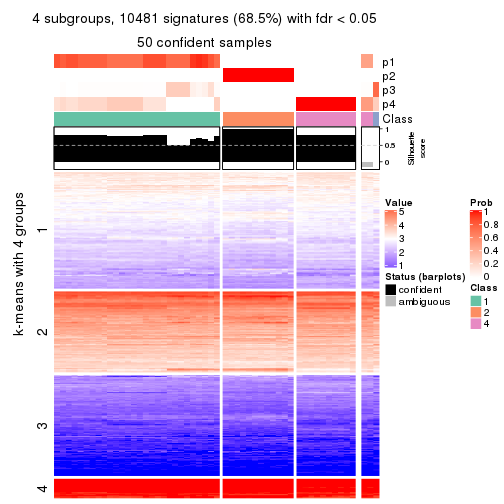 4 subgroups, 10481 signatures (68.5%) with fdr < 0.05
50 confident samples
p1
p2
p3
p4
Class
1
0.5
0
Silhouette
score
k-means with 4 groups
1
2
3
4
Value
5
4
3
2
1
Status (barplots)
confident
ambiguous
Prob
1
0.8
0.6
0.4
0.2
0
Class
1
2
4